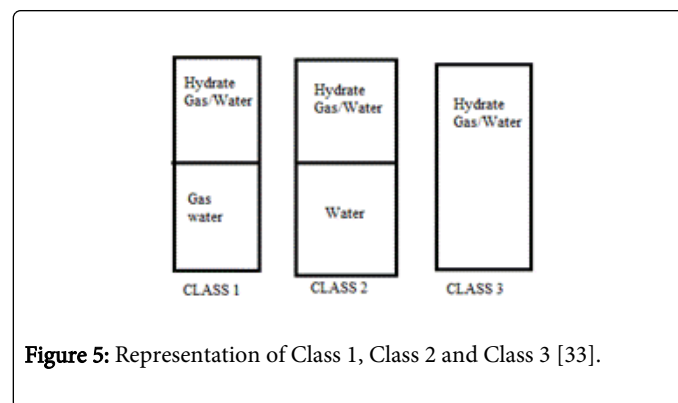 Hydrate
Gas/Water
Gas
water
CLASS 1
Hydrate
Gas/Water
Water
CLASS 2
Hydrate
Gas/Water
CLASS 3
Figure 5: Representation of Class 1, Class 2 and Class 3 [33].